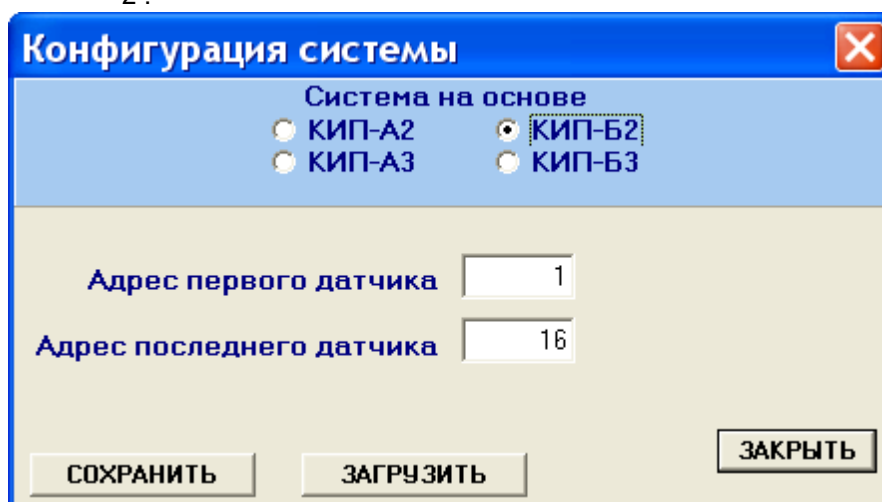 Конфигурация системы
Система на основе
КИП-А2 КИП-Б2
КИП-А3 КИП-Б3
Адрес первого датчика 1
Адрес последнего датчика 16
ЗАКРЫТЬ
СОХРАНИТЬ ЗАГРУЗИТЬ